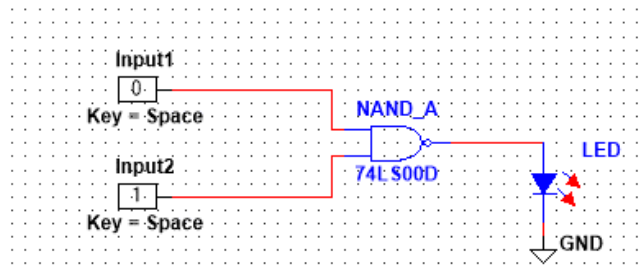 Input1
0
Key = Space
NAND_A
74LS00D
LED
Input2
1
Key = Space
GND